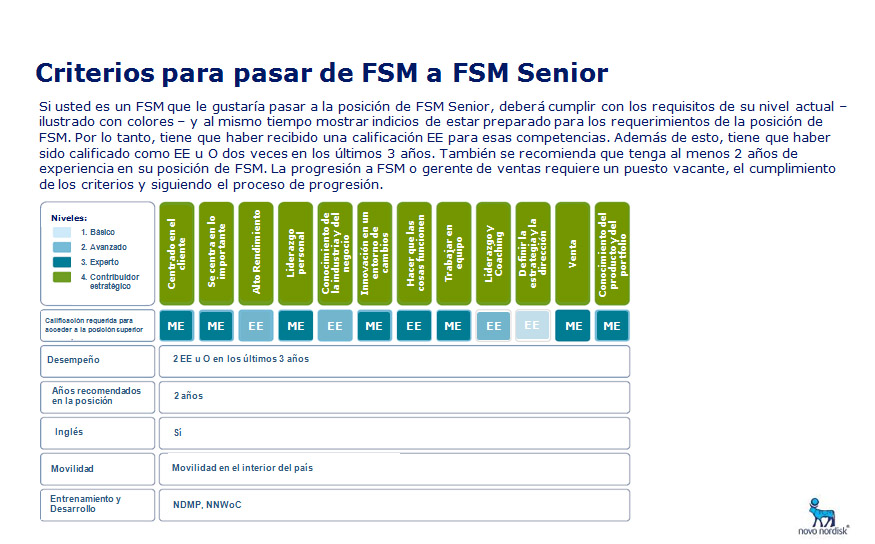 Criterios para pasar de FSM a FSM Senior
Si usted es un FSM que le gustaría pasar a la posición de FSM Senior, deberá cumplir con los requisitos de su nivel actual –
ilustrado con colores – y al mismo tiempo mostrar indicios de estar preparado para los requerimientos de la posición de
FSM. Por lo tanto, tiene que haber recibido una calificación EE para esas competencias. Además de esto, tiene que haber
sido calificado como EE u O dos veces en los últimos 3 años. También se recomienda que tenga al menos 2 años de
experiencia en su posición de FSM. La progresión a FSM o gerente de ventas requiere un puesto vacante, el cumplimiento
de los criterios y siguiendo el proceso de progresión.
Niveles:
1. Básico
2. Avanzado
3. Experto
4. Contribuidor
estratégico
Centrado en el
cliente
Se centra en lo
importante
Alto Rendimiento
Liderazgo
personal
Conocimiento de
la industria y del
negocio
Innovación en un
entorno de
cambios
Hacer que las
cosas funcionen
Trabajar en
equipo
Liderazgo y
Coaching
Definir la
estrategia y la
dirección
Venta
Conocimiento del
producto y del
portfolio
Calificación requerida para
acceder a la posición superior
ME ME EE ME EE ME EE ME EE EE ME ME
Desempeño
2 EE u O en los últimos 3 años
Años recomendados
en la posición
2 años
Inglés
Sí
Movilidad
Movilidad en el interior del país
Entrenamiento y
Desarrollo
NDMP, NNWoC
novo nordisk®